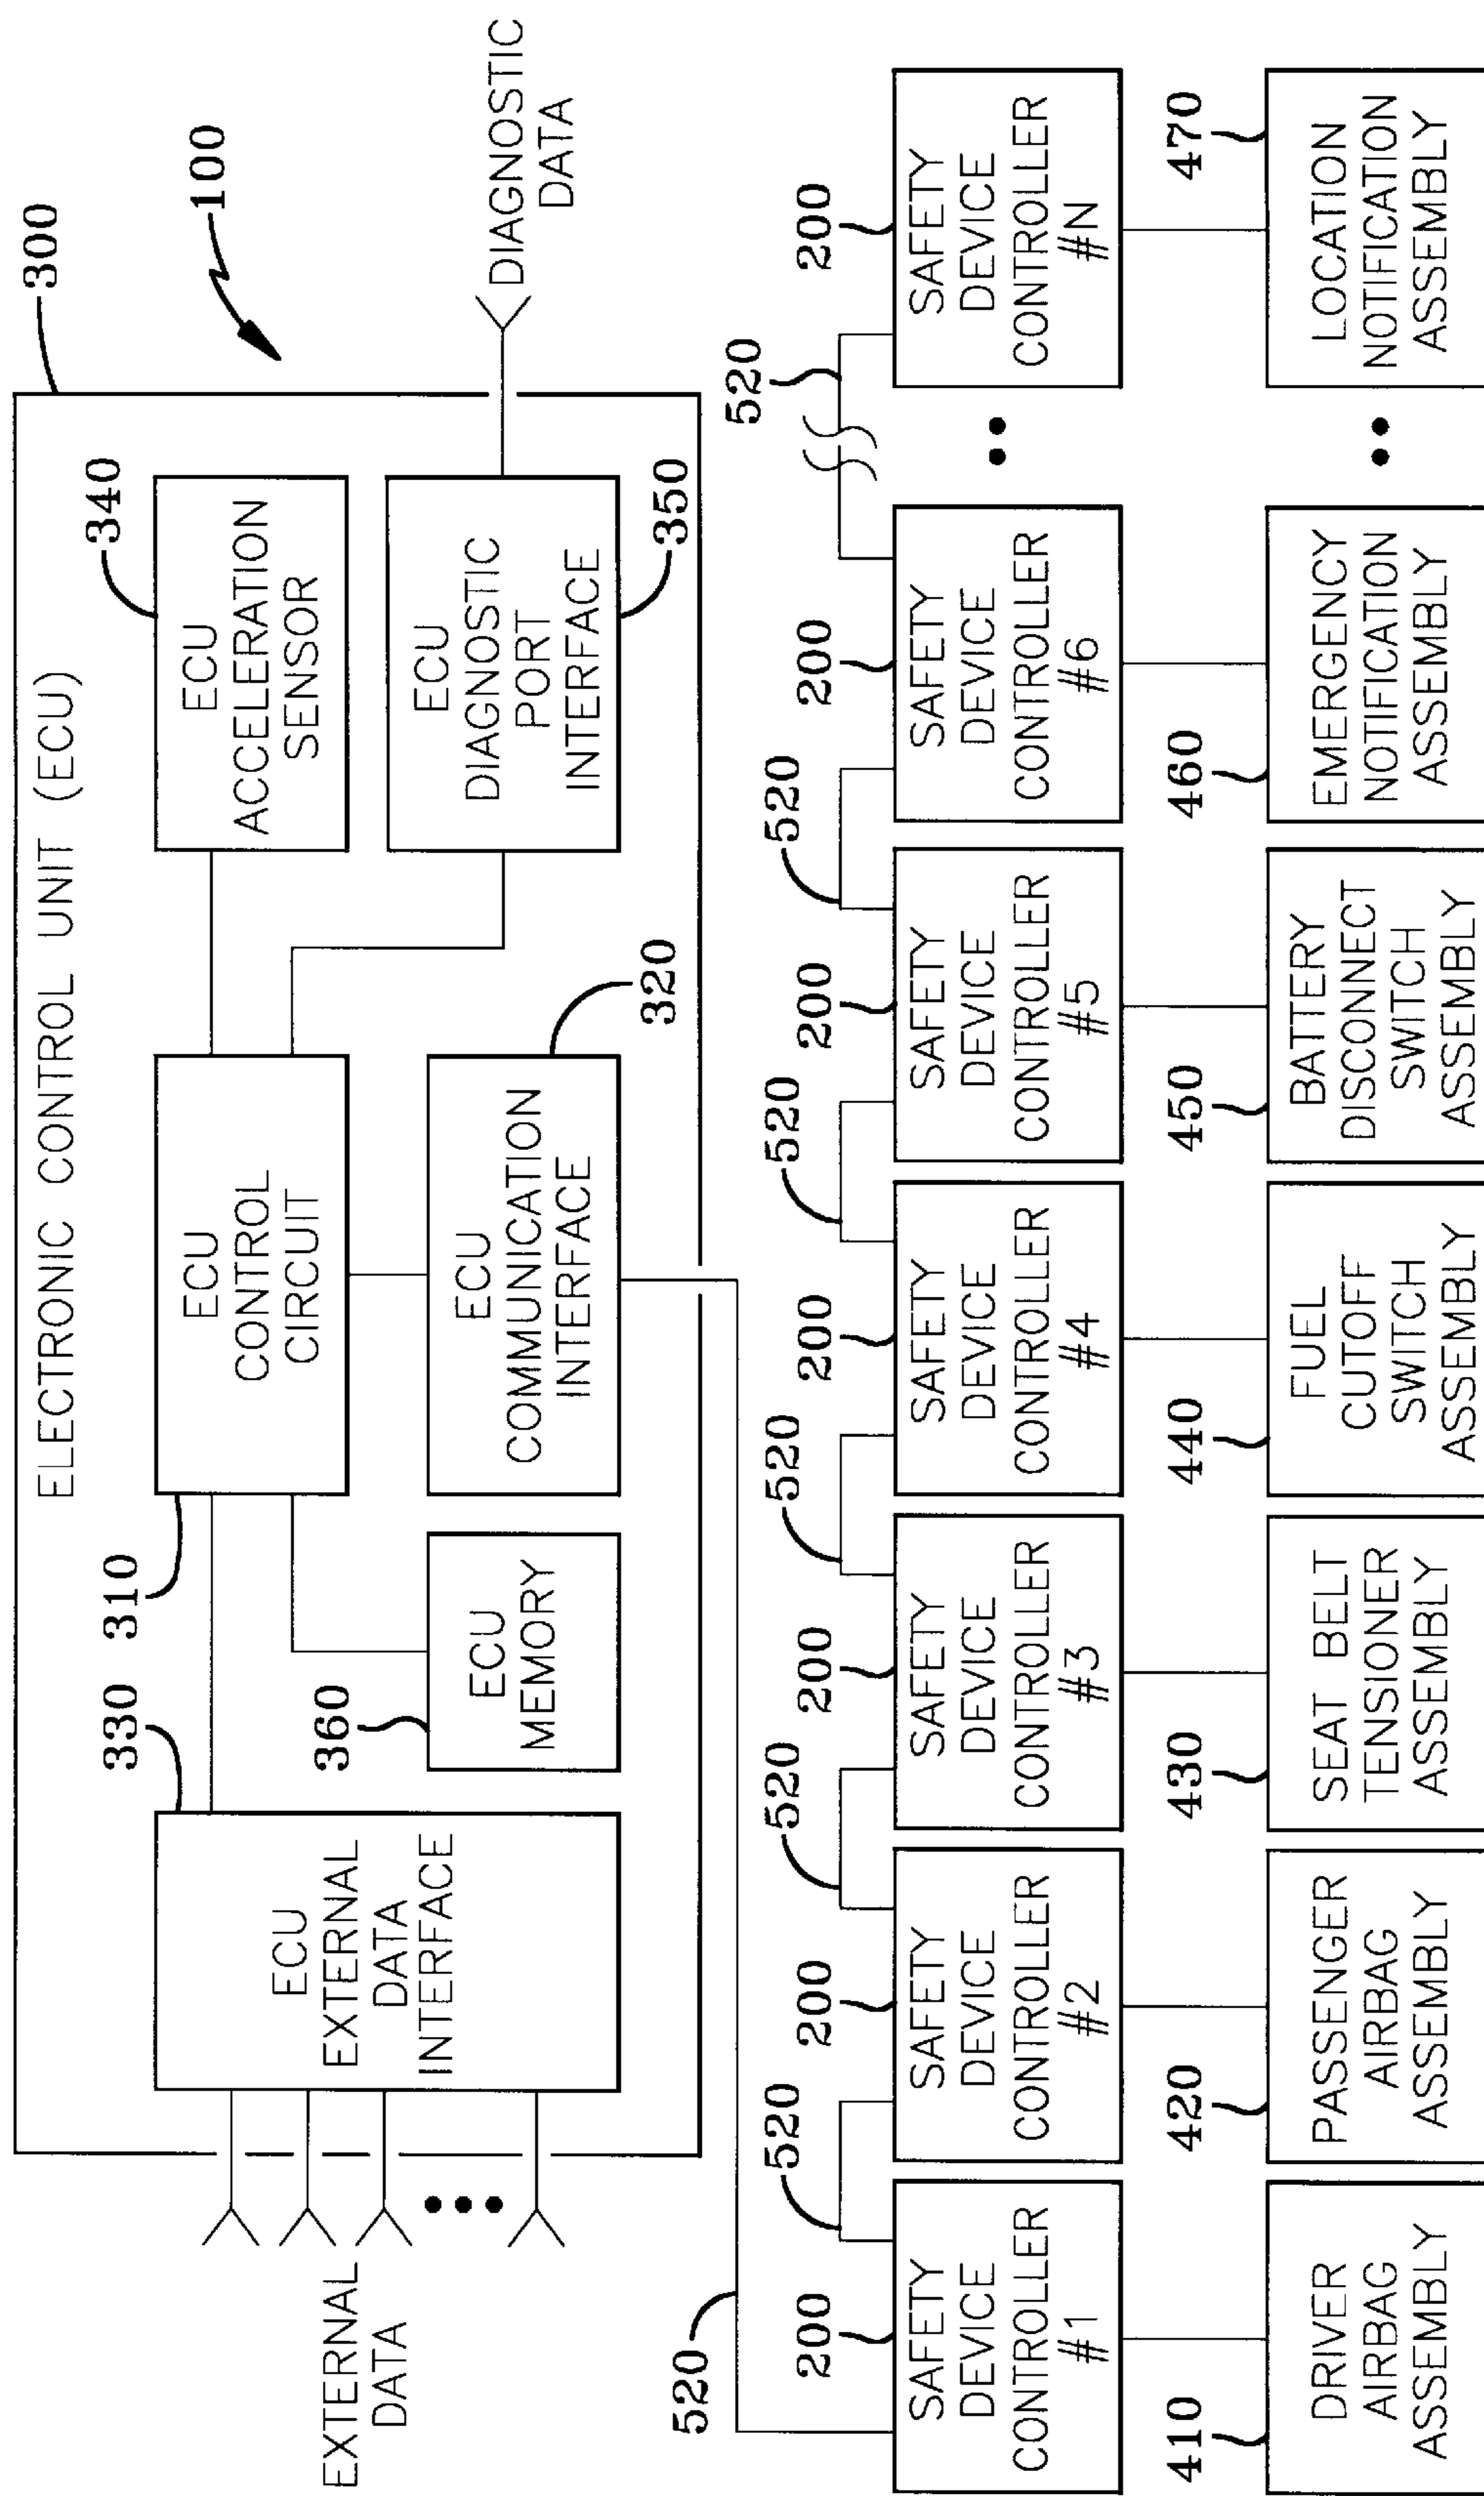 300
100
ELECTRONIC CONTROL UNIT (ECU)
330
310
340
ECU
EXTERNAL
DATA
INTERFACE
ECU
CONTROL
CIRCUIT
ECU
ACCELERATION
SENSOR
EXTERNAL
DATA
360
ECU
MEMORY
ECU
COMMUNICATION
INTERFACE
320
ECU
DIAGNOSTIC
PORT
INTERFACE
350
DIAGNOSTIC
DATA
520
520
520
520
520
520
520
520
200
200
200
200
200
200
200
SAFETY
DEVICE
CONTROLLER
#1
SAFETY
DEVICE
CONTROLLER
#2
SAFETY
DEVICE
CONTROLLER
#3
SAFETY
DEVICE
CONTROLLER
#4
SAFETY
DEVICE
CONTROLLER
#5
SAFETY
DEVICE
CONTROLLER
#6
SAFETY
DEVICE
CONTROLLER
#N
410
420
430
440
450
460
470
DRIVER
AIRBAG
ASSEMBLY
PASSENGER
AIRBAG
ASSEMBLY
SEAT BELT
TENSIONER
ASSEMBLY
FUEL
CUTOFF
SWITCH
ASSEMBLY
BATTERY
DISCONNECT
SWITCH
ASSEMBLY
EMERGENCY
NOTIFICATION
ASSEMBLY
LOCATION
NOTIFICATION
ASSEMBLY